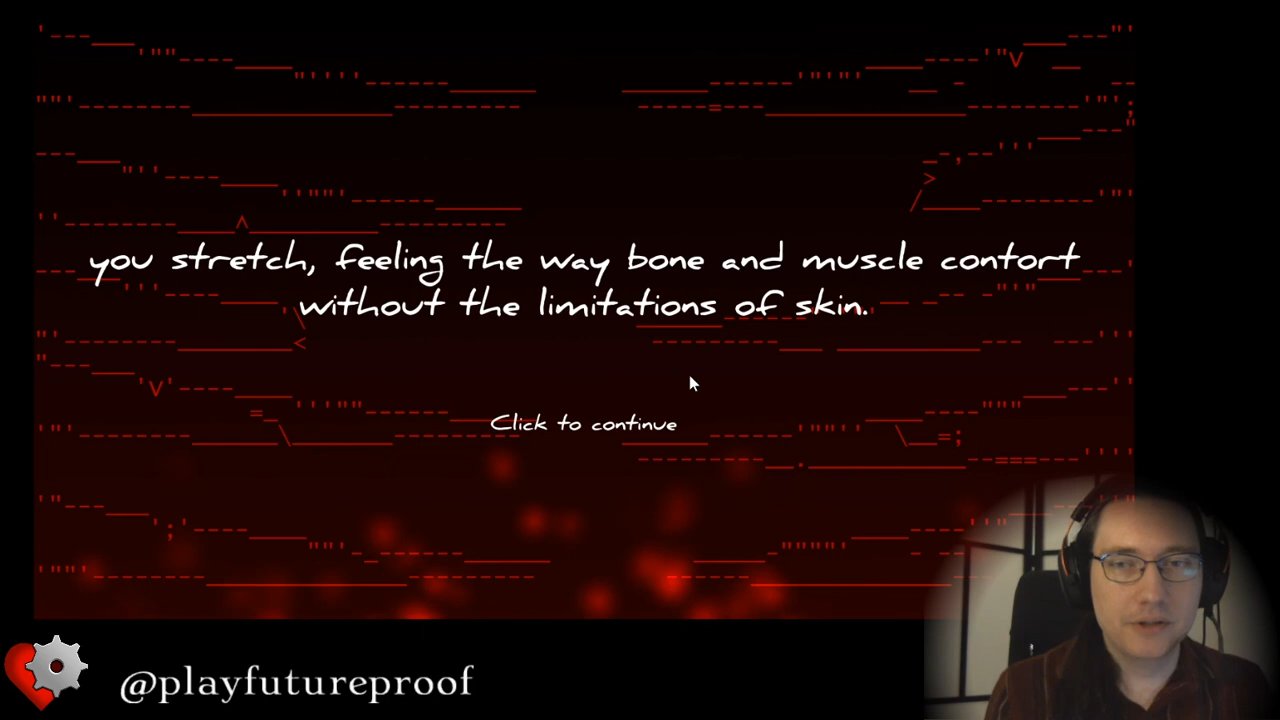 you stretch, feeling the way bone and muscle contort
without the limitations of skin.
Click to continue
@playfutureproof